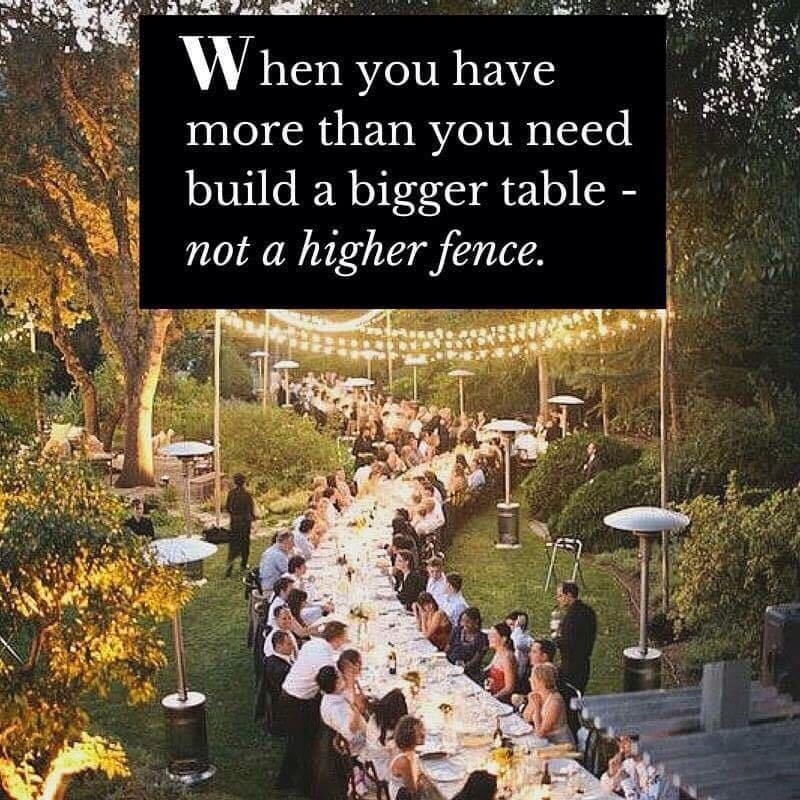 When you have
more than you need
build a bigger table -
not a higher fence.